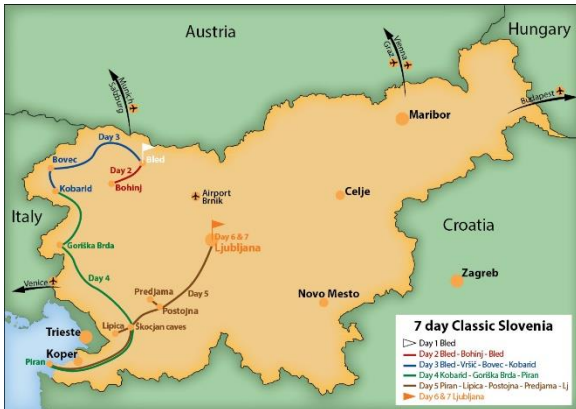 Austria
Hungary
Munich
Salzburg
Graz
Vienna
Budapest
Maribor
Day 3
Bovec
Bled
Day 2
Bohinj
Kobarid
Airport
Brnik
Celje
Italy
Goriška Brda
Day 6 & 7
Ljubljana
Croatia
Day 4
Venice
Predjama
Day 5
Postojna
Zagreb
Novo Mesto
Trieste
Lipica
Škocjan caves
Koper
Piran
7 day Classic Slovenia
Day 1 Bled
Day 2 Bled - Bohinj - Bled
Day 3 Bled - Vršič - Bovec - Kobarid
Day 4 Kobarid - Goriška Brda - Piran
Day 5 Piran - Lipica - Postojna - Predjama - Lj
Day 6 & 7 Ljubljana